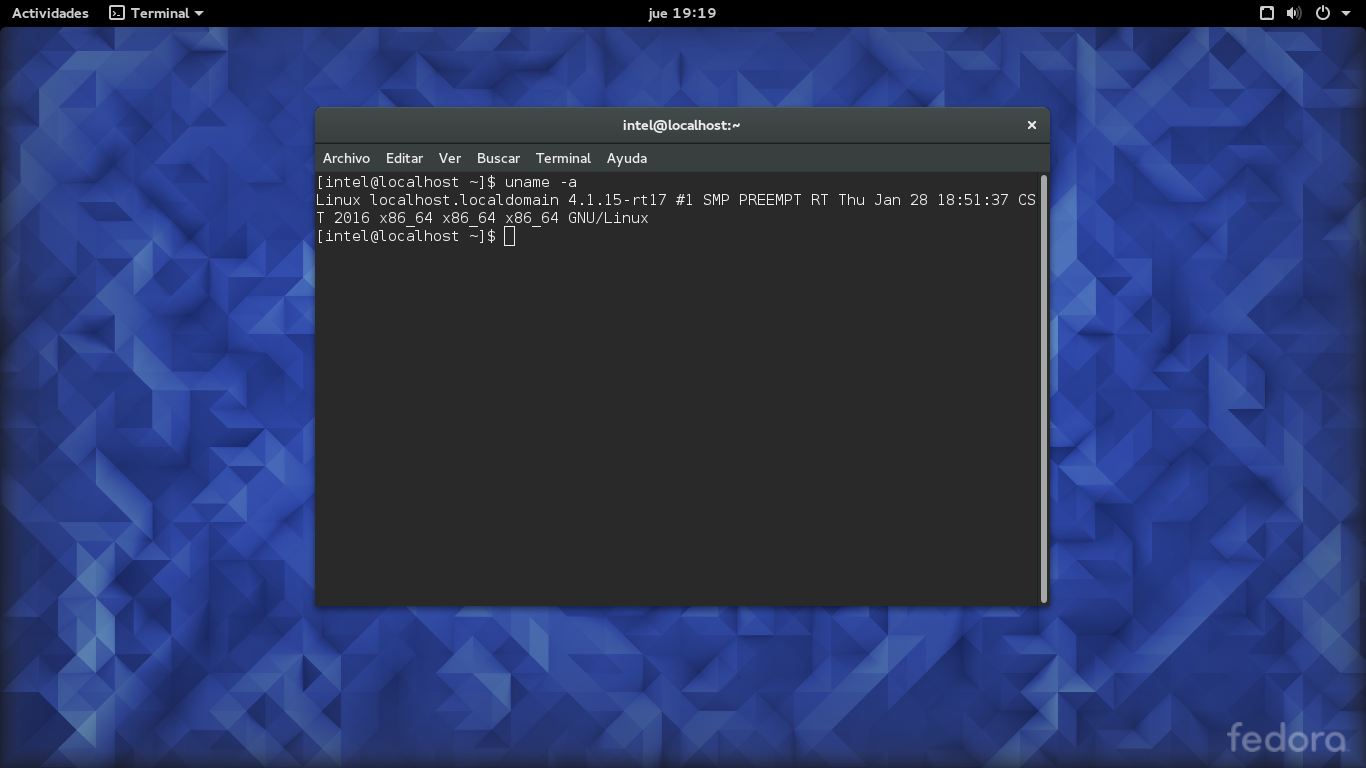 Actividades Terminal jue 19:19
intel@localhost:~
Archivo Editar Ver Buscar Terminal Ayuda
[intel@localhost ~]$ uname -a
Linux localhost.localdomain 4.1.15-rt17 #1 SMP PREEMPT RT Thu Jan 28 18:51:37 CS
T 2016 x86_64 x86_64 x86_64 GNU/Linux
[intel@localhost ~]$
fedora